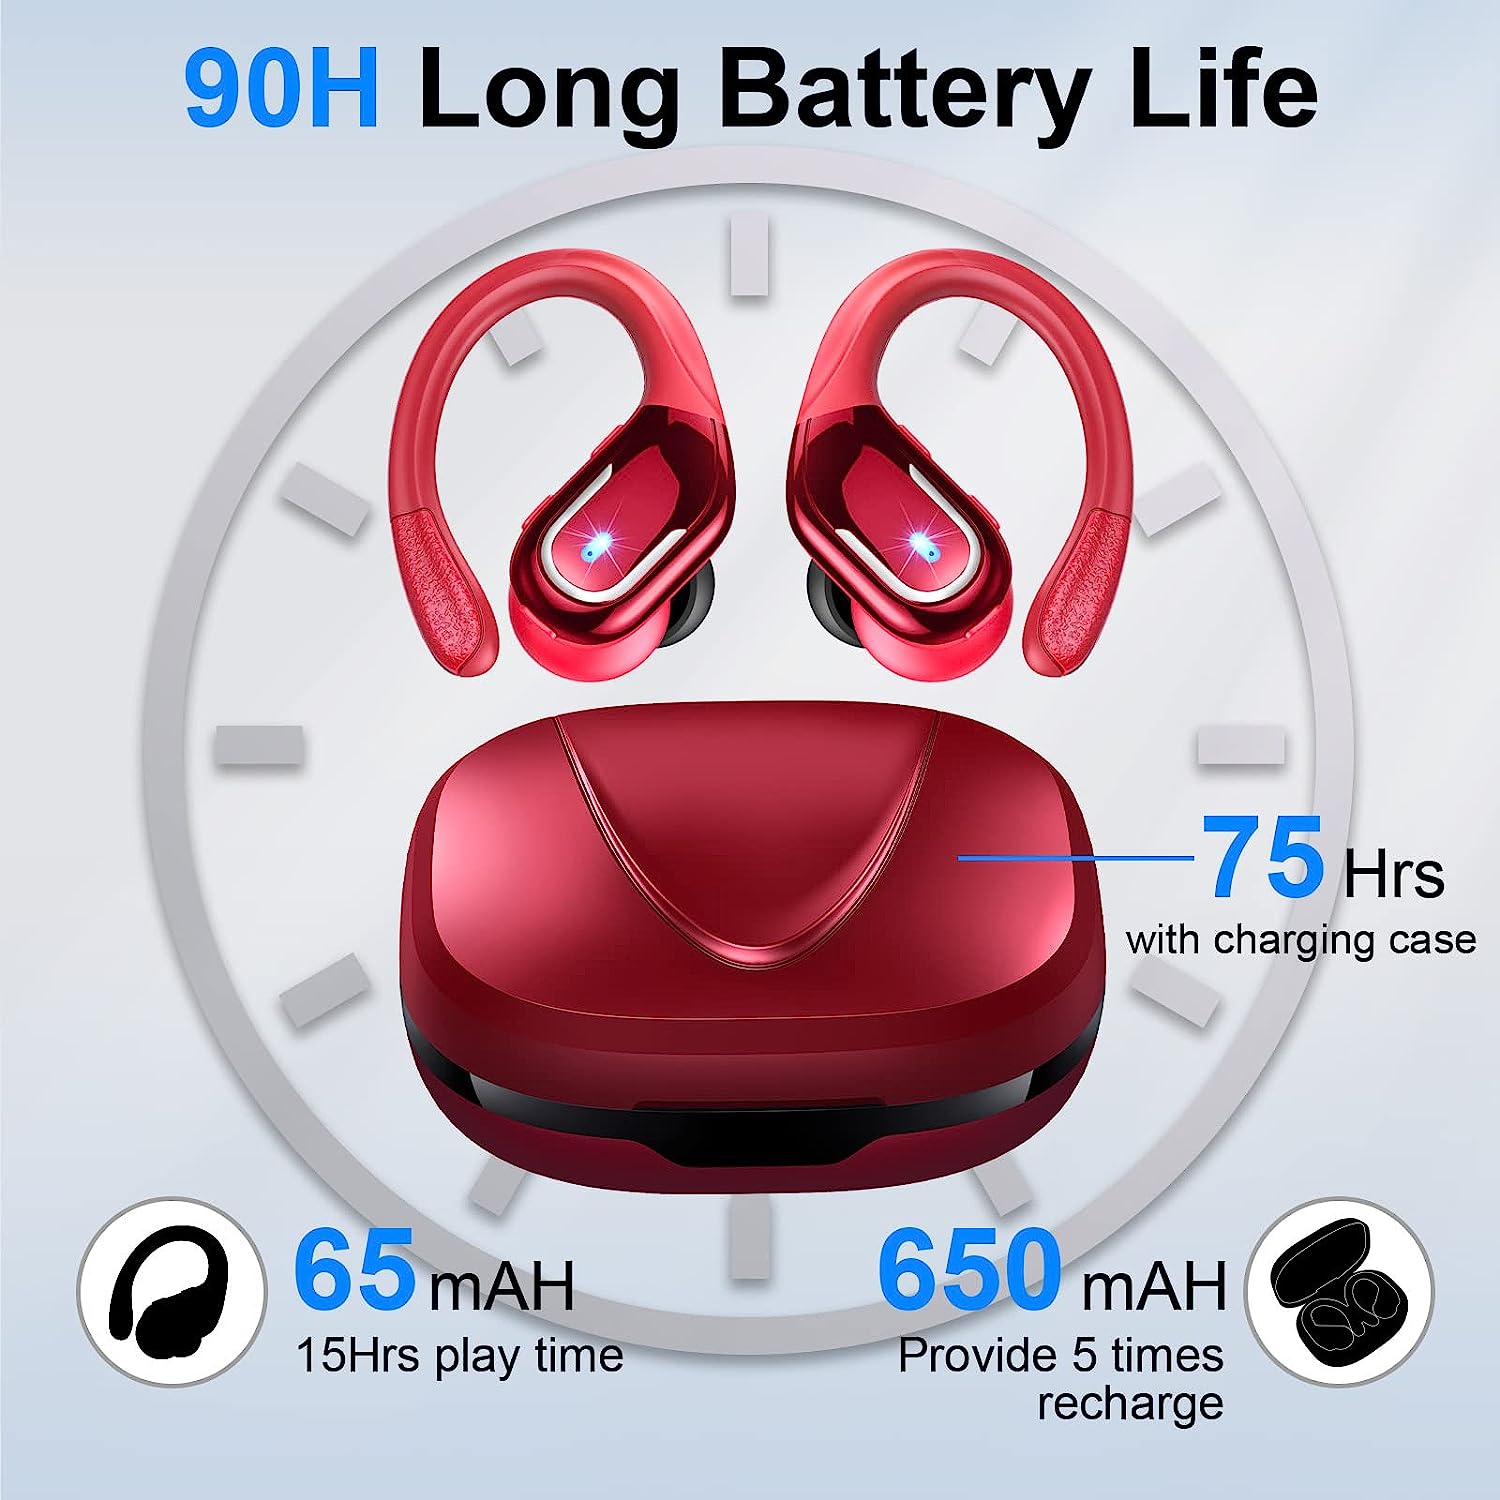 90H Long Battery Life
75 Hrs
with charging case
65 mAH
15Hrs play time
650 mAH
Provide 5 times
recharge